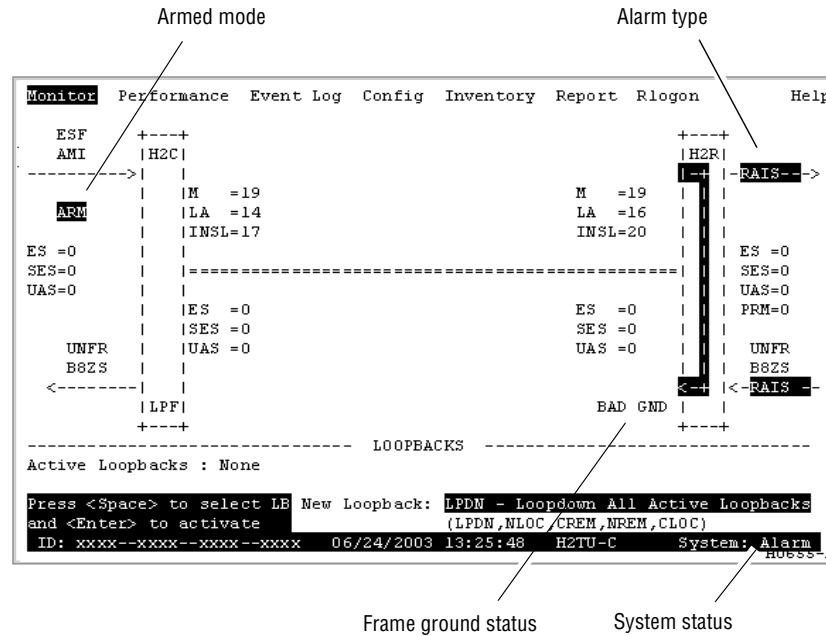 Armed mode Alarm type
Monitor Performance Event Log Config Inventory Report Rlogon Help
ESF +---+ +---+
AMI |H2C| |H2R|
---------->| | |-+| -RAIS--->
|M =19 M =19
ARM |LA =14 LA =16
|INSL=17 INSL=20
ES =0 ES =0
SES=0 |============================================| SES=0
UAS=0 UAS=0
|ES =0 ES =0 PRM=0
|SES =0 SES =0
UNFR |UAS =0 UAS =0 UNFR
B8ZS B8ZS
<--------| <-+ <-RAIS --
|LPF| BAD GND
+---+ +---+
------------------------------- LOOPBACKS -------------------------------
Active Loopbacks : None
Press <Space> to select LB New Loopback: LPDN - Loopdown All Active Loopbacks
and <Enter> to activate (LPDN,NLOC,CREM,NREM,CLOC)
ID: xxxx--xxxx--xxxx 06/24/2003 13:25:48 H2TU-C System: Alarm
Frame ground status System status